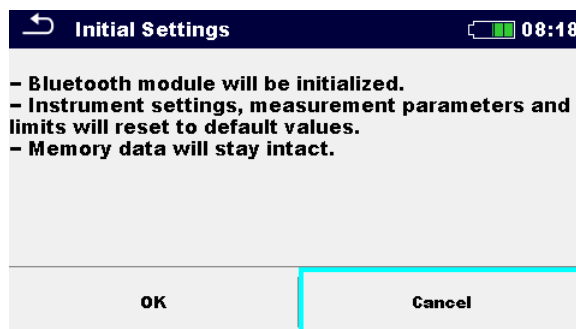 Initial Settings
08:18
– Bluetooth module will be initialized.
– Instrument settings, measurement parameters and
limits will reset to default values.
– Memory data will stay intact.
OK
Cancel